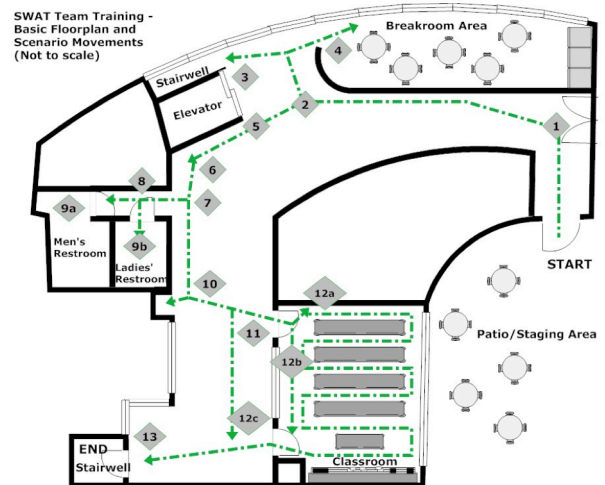 SWAT Team Training -
Basic Floorplan and
Scenario Movements
(Not to scale)
Breakroom Area
4
Stairwell
3
Elevator
2
5
1
6
8
7
9a
9b
Men's
Restroom
Ladies'
Restroom
START
10
12a
11
Patio/Staging Area
12b
12c
13
END
Stairwell
Classroom